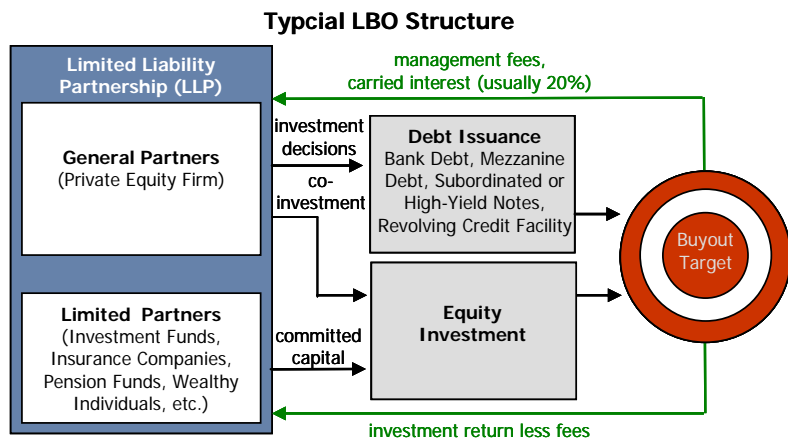 Typcial LBO Structure
Limited Liability
Partnership (LLP)
General Partners
(Private Equity Firm)
Limited Partners
(Investment Funds,
Insurance Companies,
Pension Funds, Wealthy
Individuals, etc.)
management fees,
carried interest (usually 20%)
investment
decisions
co-
investment
committed
capital
Debt Issuance
Bank Debt, Mezzanine
Debt, Subordinated or
High-Yield Notes,
Revolving Credit Facility
Equity
Investment
Buyout
Target
investment return less fees